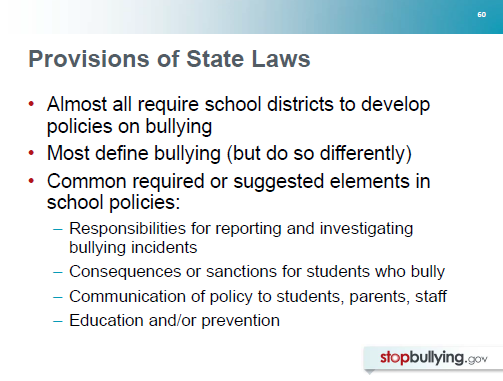 60
Provisions of State Laws
• Almost all require school districts to develop
policies on bullying
• Most define bullying (but do so differently)
• Common required or suggested elements in
school policies:
– Responsibilities for reporting and investigating
bullying incidents
– Consequences or sanctions for students who bully
– Communication of policy to students, parents, staff
– Education and/or prevention
stopbullying.gov